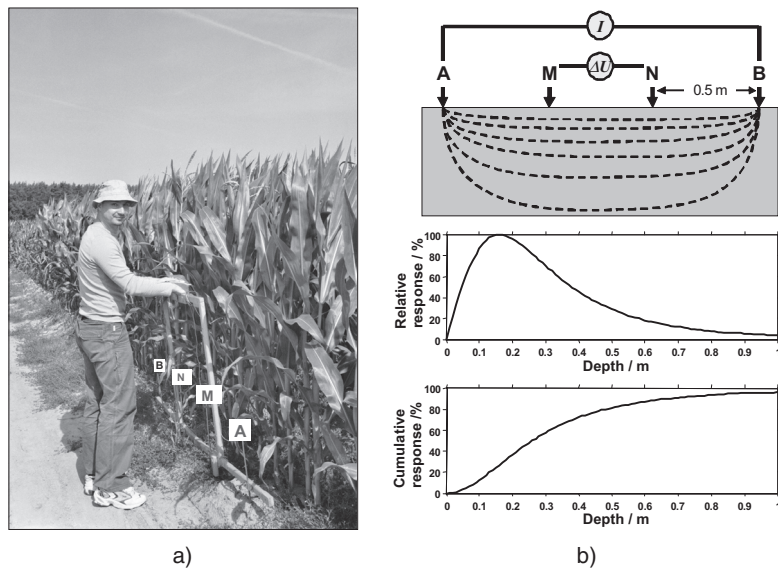 B
N
M
A
a)
I
A M ΔU N B
0.5 m
Relative
response / %
100
80
60
40
20
0
0 0.1 0.2 0.3 0.4 0.5 0.6 0.7 0.8 0.9 1
Depth / m
Cumulative
response /%
100
80
60
40
20
0
0 0.1 0.2 0.3 0.4 0.5 0.6 0.7 0.8 0.9 1
Depth / m
b)